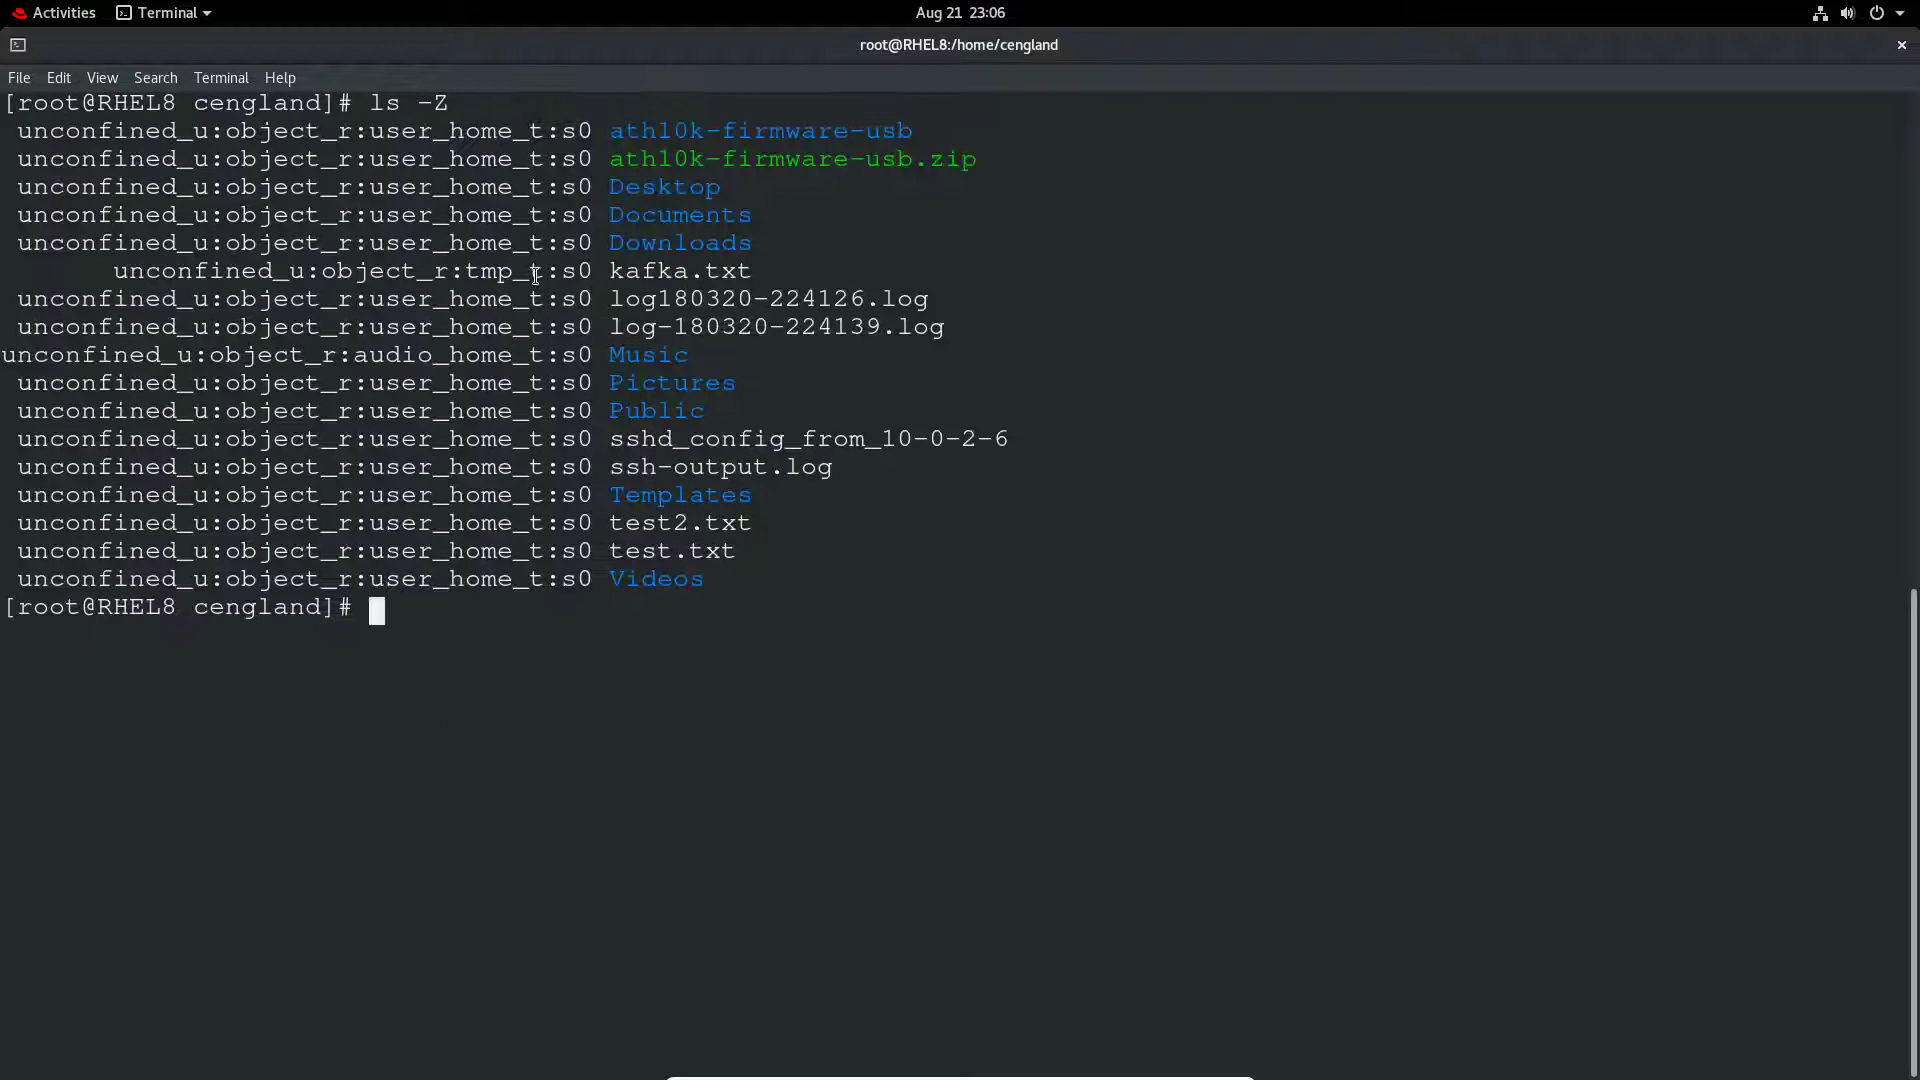 Activities Terminal Aug 21 23:06
root@RHEL8:/home/cengland
File Edit View Search Terminal Help
[root@RHEL8 cengland]# ls -Z
unconfined_u:object_r:user_home_t:s0 ath10k-firmware-usb
unconfined_u:object_r:user_home_t:s0 ath10k-firmware-usb.zip
unconfined_u:object_r:user_home_t:s0 Desktop
unconfined_u:object_r:user_home_t:s0 Documents
unconfined_u:object_r:user_home_t:s0 Downloads
unconfined_u:object_r:tmp_t:s0 kafka.txt
unconfined_u:object_r:user_home_t:s0 log180320-224126.log
unconfined_u:object_r:user_home_t:s0 log-180320-224139.log
unconfined_u:object_r:audio_home_t:s0 Music
unconfined_u:object_r:user_home_t:s0 Pictures
unconfined_u:object_r:user_home_t:s0 Public
unconfined_u:object_r:user_home_t:s0 sshd_config_from_10-0-2-6
unconfined_u:object_r:user_home_t:s0 ssh-output.log
unconfined_u:object_r:user_home_t:s0 Templates
unconfined_u:object_r:user_home_t:s0 test2.txt
unconfined_u:object_r:user_home_t:s0 test.txt
unconfined_u:object_r:user_home_t:s0 Videos
[root@RHEL8 cengland]#